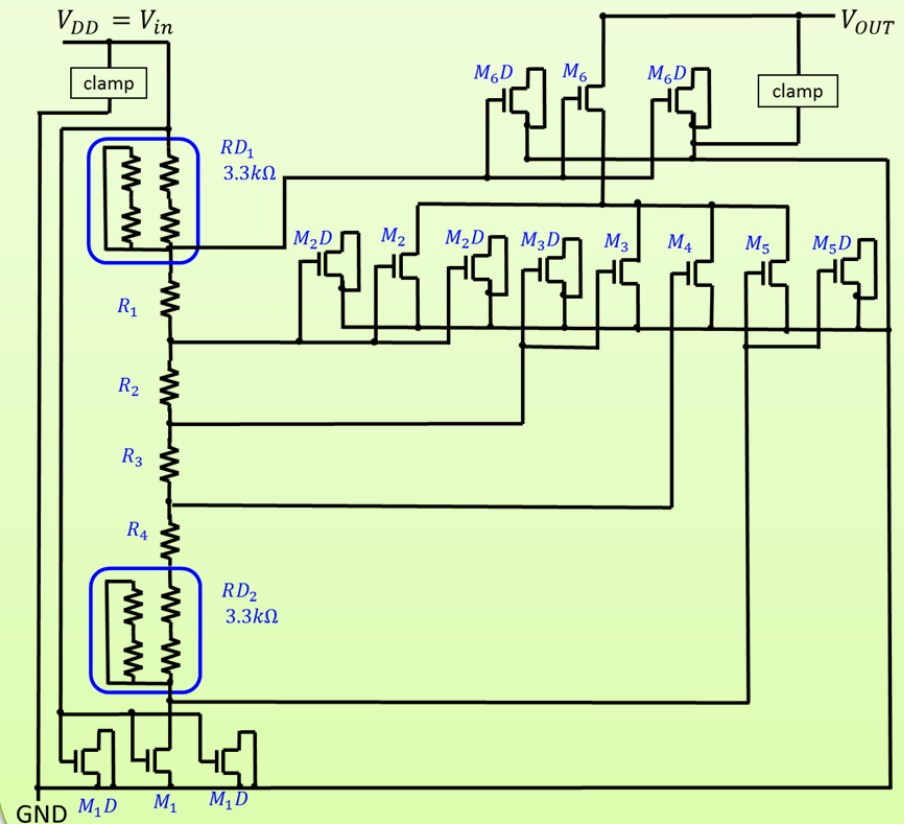 V_DD = V_in
V_OUT
clamp
M_6D
M_6
M_6D
clamp
RD_1
3.3kΩ
M_2D
M_2
M_2D
M_3D
M_3
M_4
M_5
M_5D
R_1
R_2
R_3
R_4
RD_2
3.3kΩ
GND
M_1D
M_1
M_1D